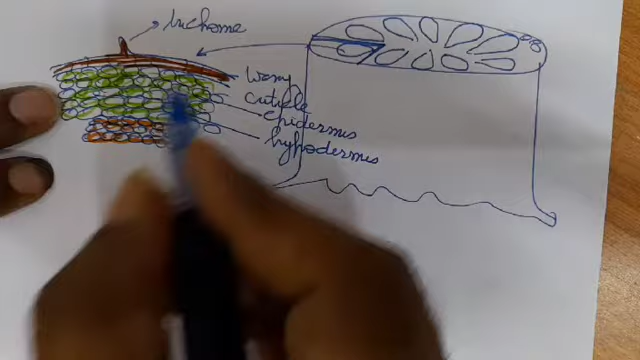 trichome
Waxy
cuticle
epidermis
hypodermis